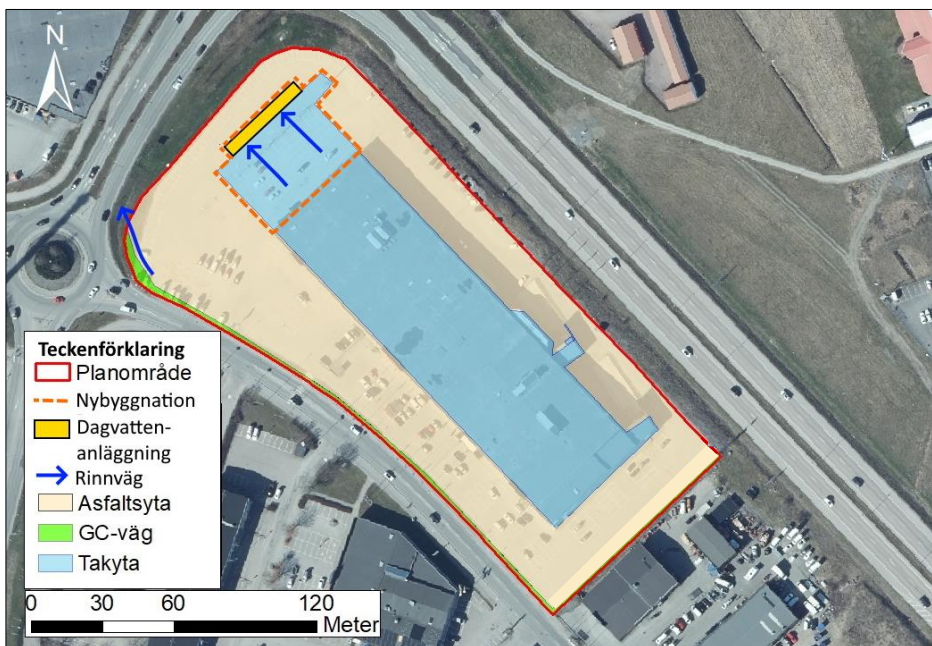 N
Teckenförklaring
Planområde
Nybyggnation
Dagvatten-
anläggning
Rinnväg
Asfaltsyta
GC-väg
Takyta
0 30 60 120
Meter